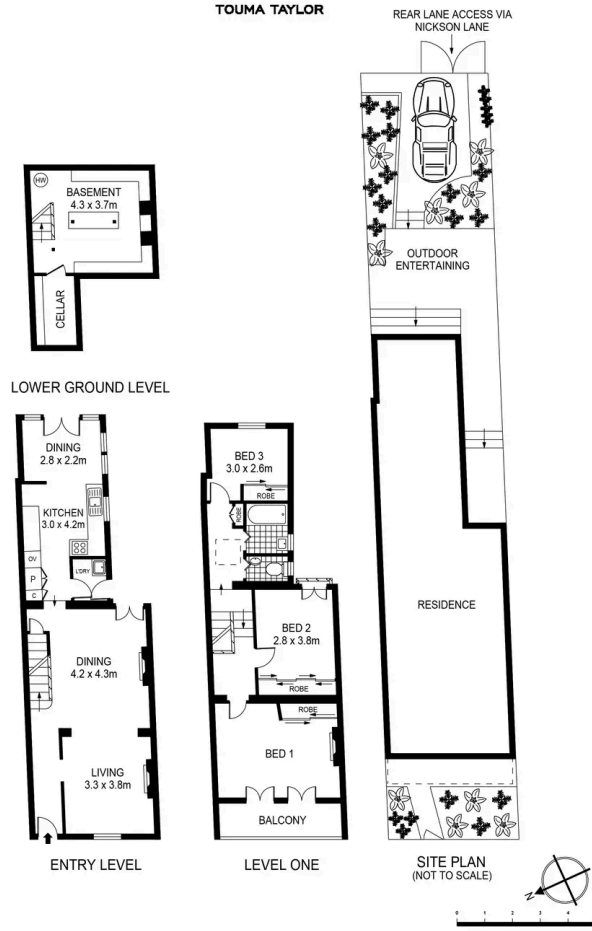 TOUMA TAYLOR
REAR LANE ACCESS VIA
NICKSON LANE
HW
BASEMENT
4.3 x 3.7m
CELLAR
LOWER GROUND LEVEL
OUTDOOR
ENTERTAINING
DINING
2.8 x 2.2m
KITCHEN
3.0 x 4.2m
OV
P
C
L'DRY
DINING
4.2 x 4.3m
LIVING
3.3 x 3.8m
ENTRY LEVEL
BED 3
3.0 x 2.6m
ROBE
ROBE
BED 2
2.8 x 3.8m
ROBE
ROBE
BED 1
BALCONY
LEVEL ONE
RESIDENCE
SITE PLAN
(NOT TO SCALE)
N
0 1 2 3 4